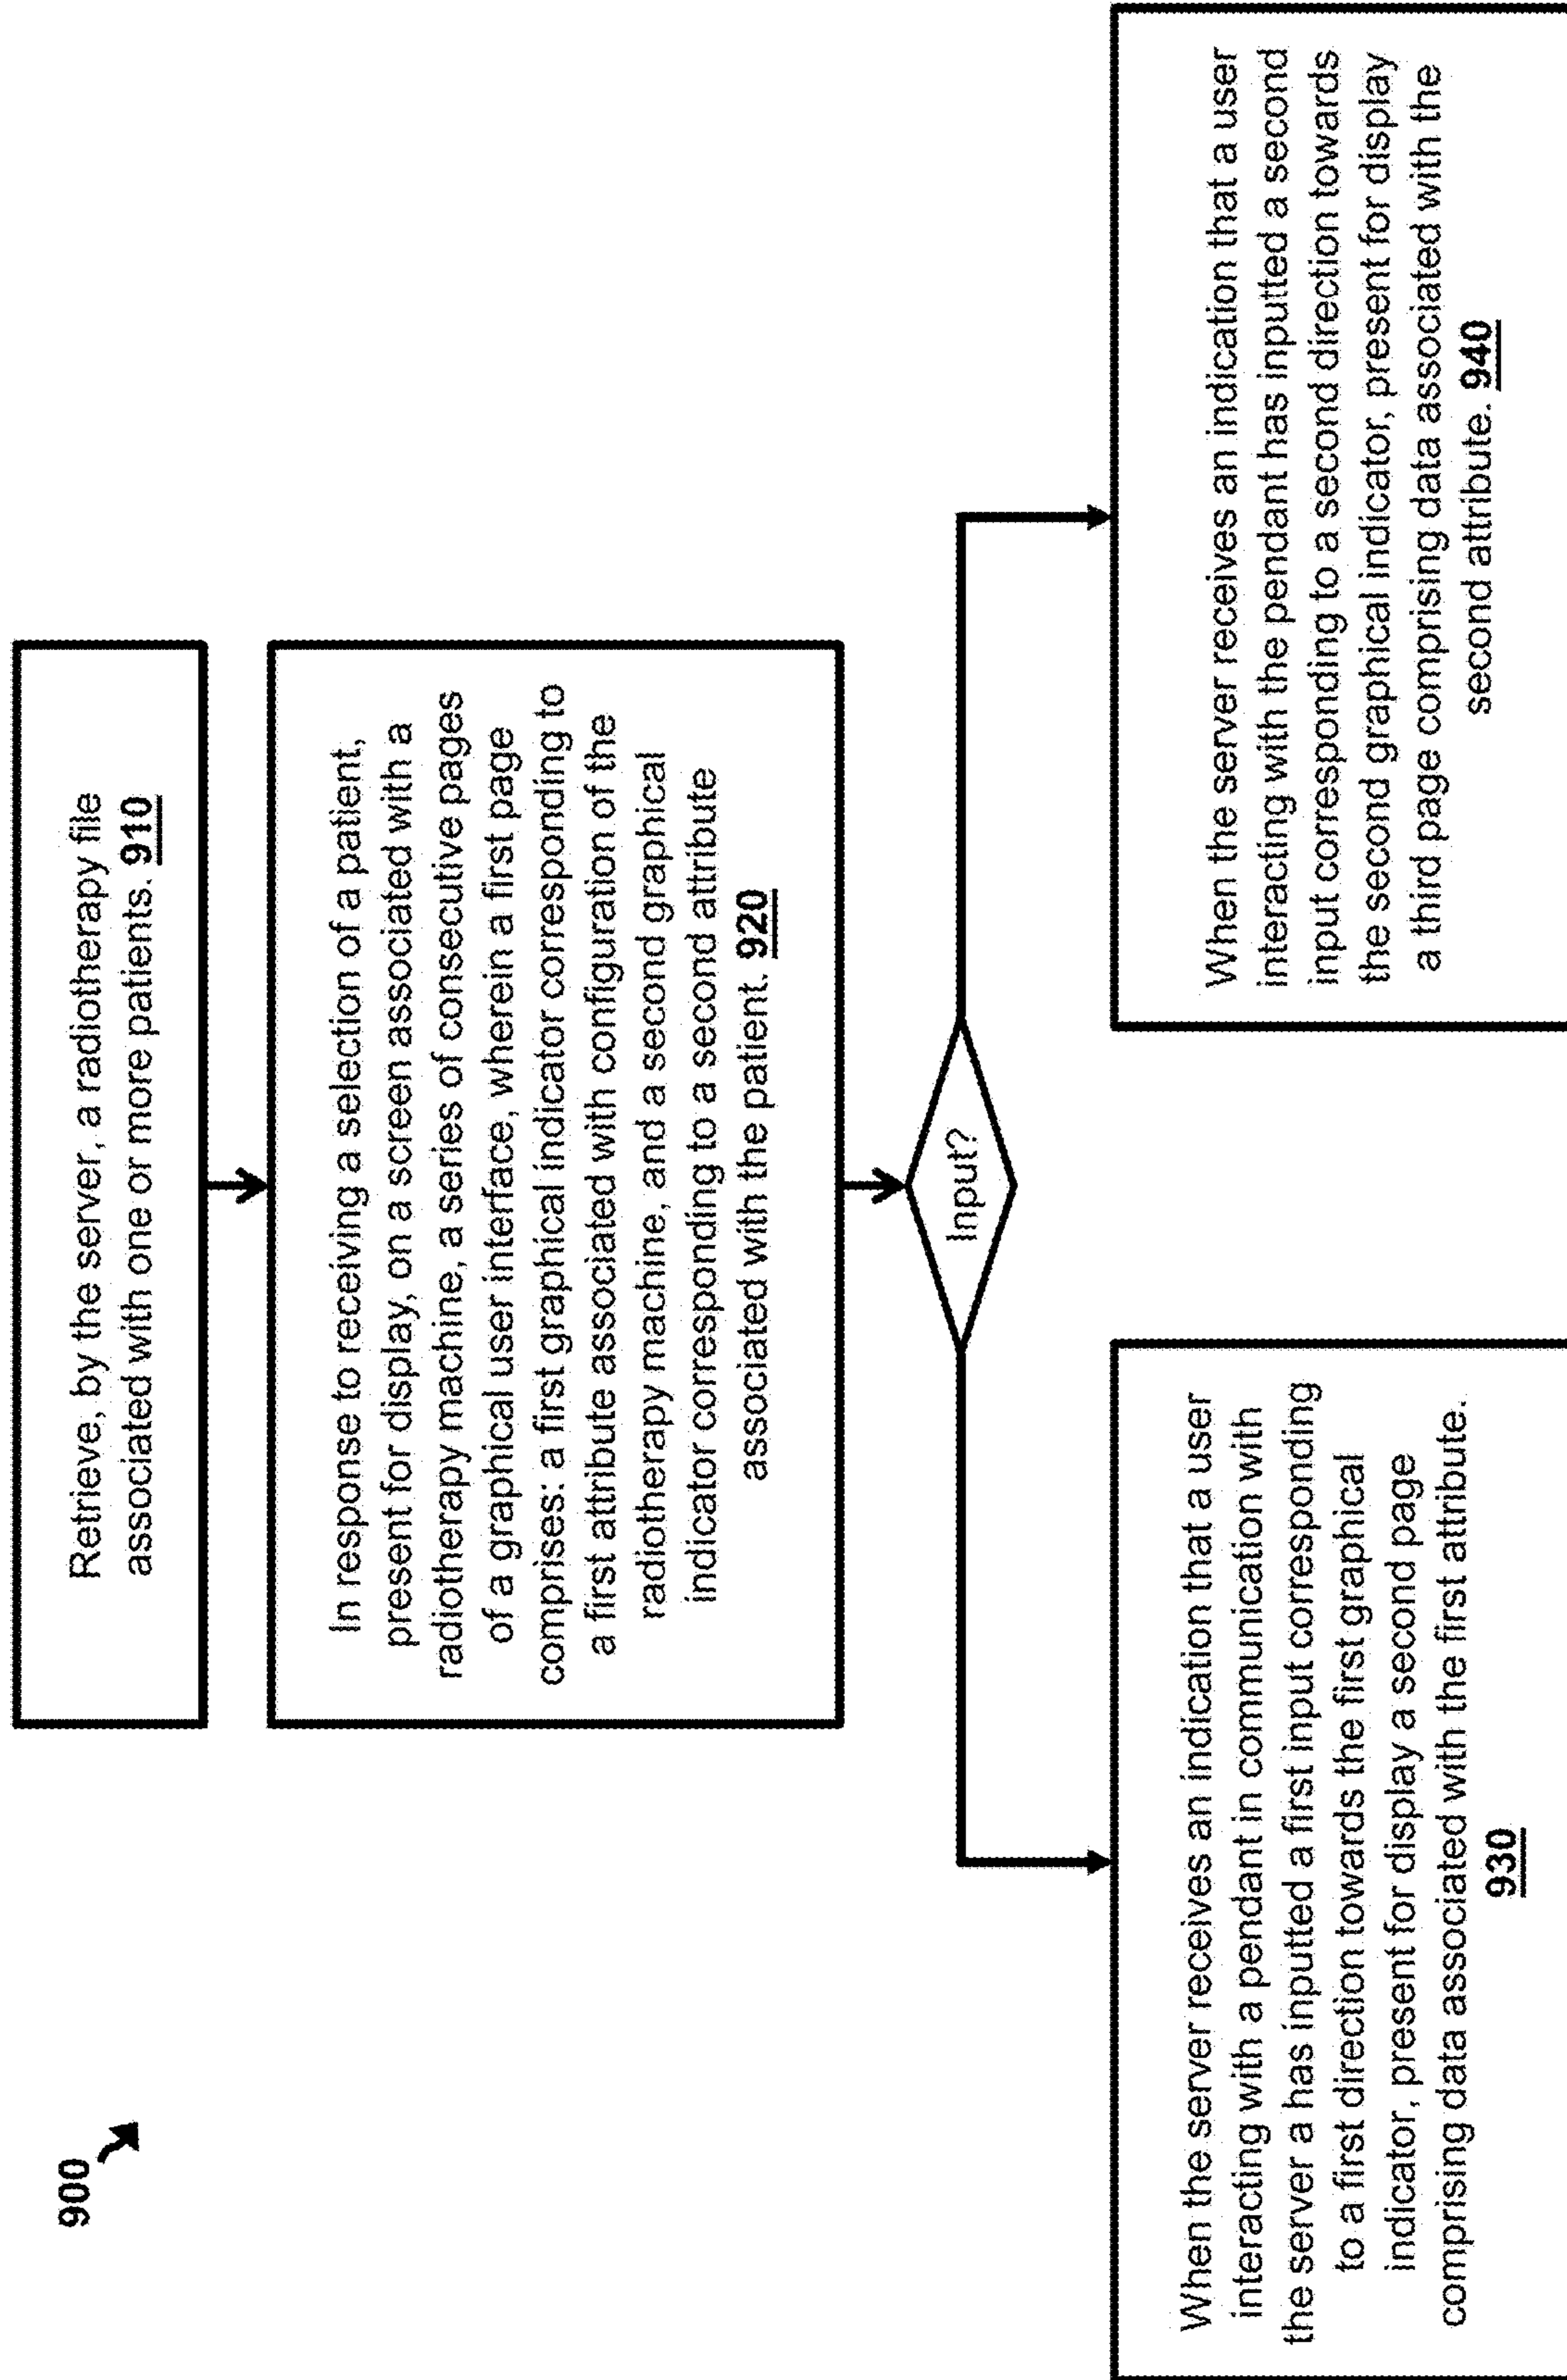 900
Retrieve, by the server, a radiotherapy file
associated with one or more patients. 910
In response to receiving a selection of a patient,
present for display, on a screen associated with a
radiotherapy machine, a series of consecutive pages
of a graphical user interface, wherein a first page
comprises: a first graphical indicator corresponding to
a first attribute associated with configuration of the
radiotherapy machine, and a second graphical
indicator corresponding to a second attribute
associated with the patient. 920
Input?
When the server receives an indication that a user
interacting with a pendant in communication with
the server a has inputted a first input corresponding
to a first direction towards the first graphical
indicator, present for display a second page
comprising data associated with the first attribute.
930
When the server receives an indication that a user
interacting with the pendant has inputted a second
input corresponding to a second direction towards
the second graphical indicator, present for display
a third page comprising data associated with the
second attribute. 940